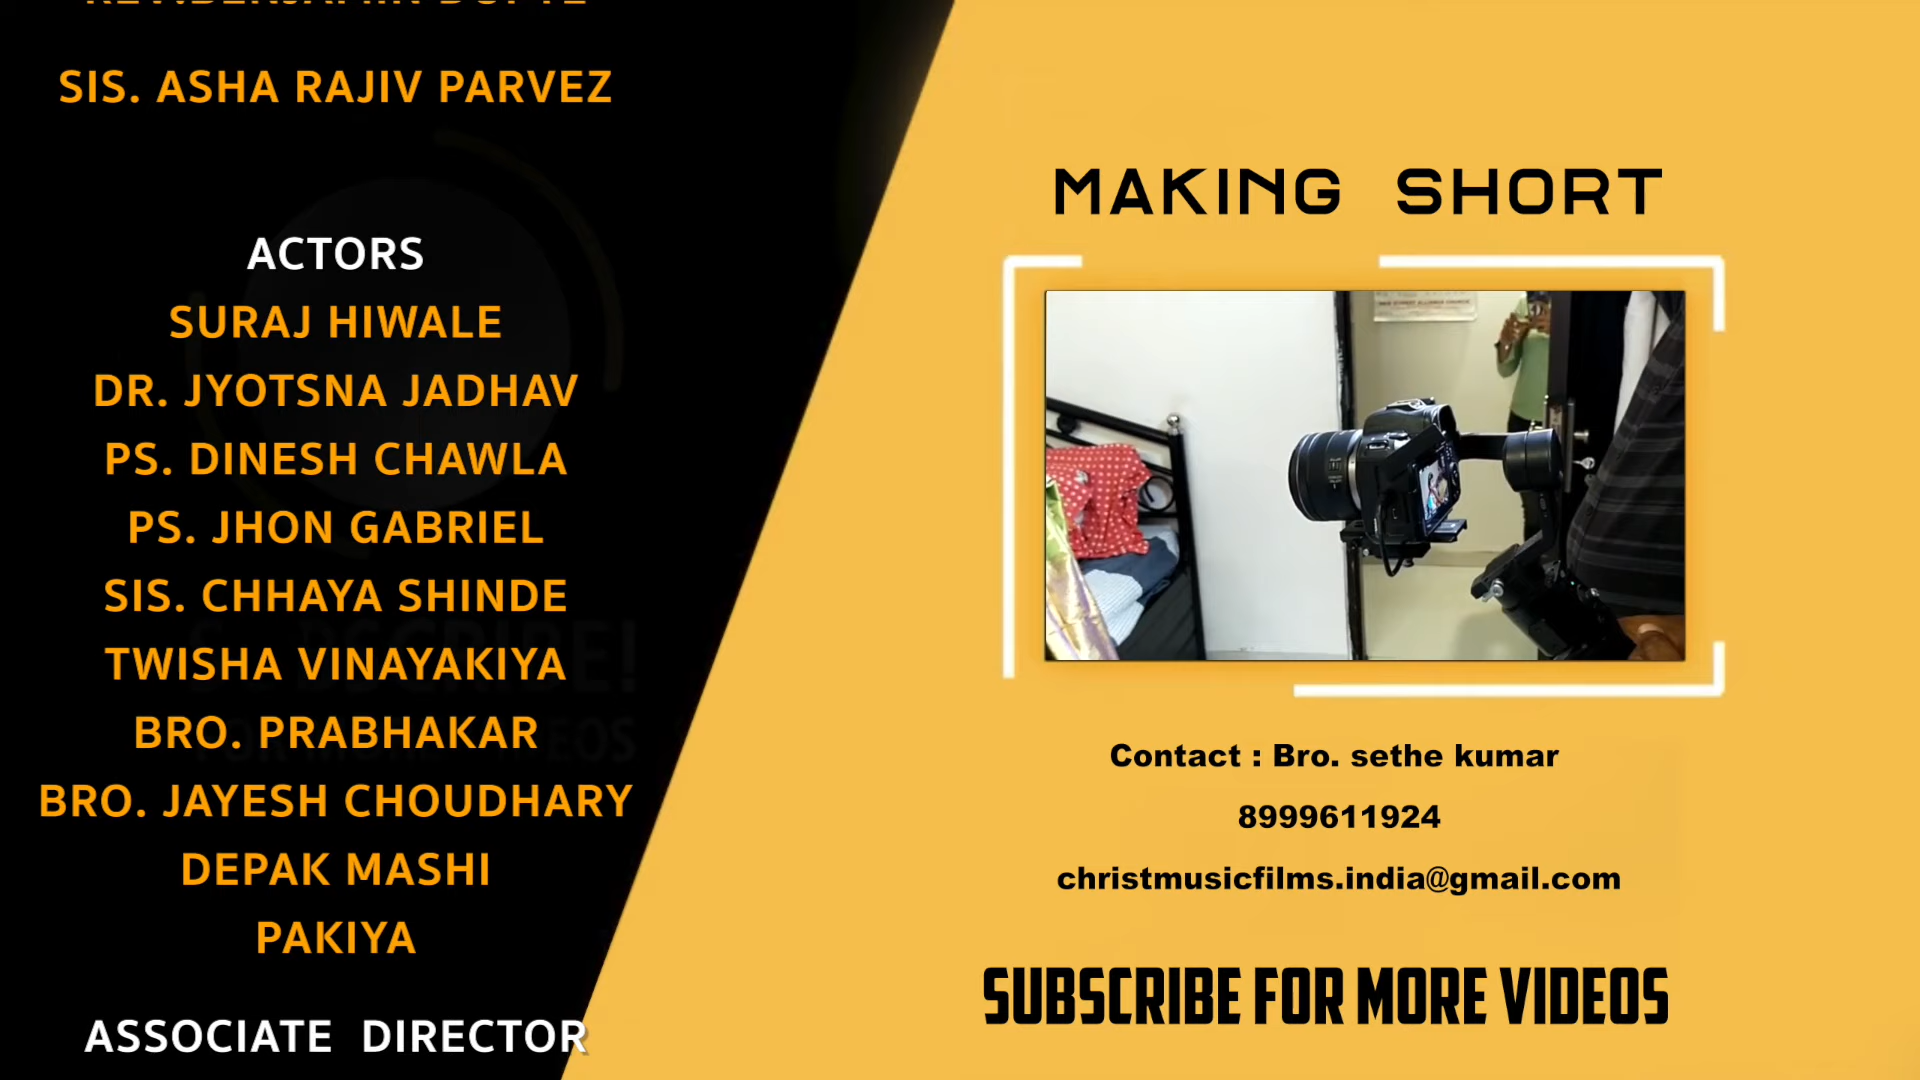 SIS. ASHA RAJIV PARVEZ
ACTORS
SURAJ HIWALE
DR. JYOTSNA JADHAV
PS. DINESH CHAWLA
PS. JHON GABRIEL
SIS. CHHAYA SHINDE
TWISHA VINAYAKIYA
BRO. PRABHAKAR
BRO. JAYESH CHOUDHARY
DEPAK MASHI
PAKIYA
ASSOCIATE DIRECTOR
MAKING SHORT
Contact : Bro. sethe kumar
8999611924
christmusicfilms.india@gmail.com
SUBSCRIBE FOR MORE VIDEOS